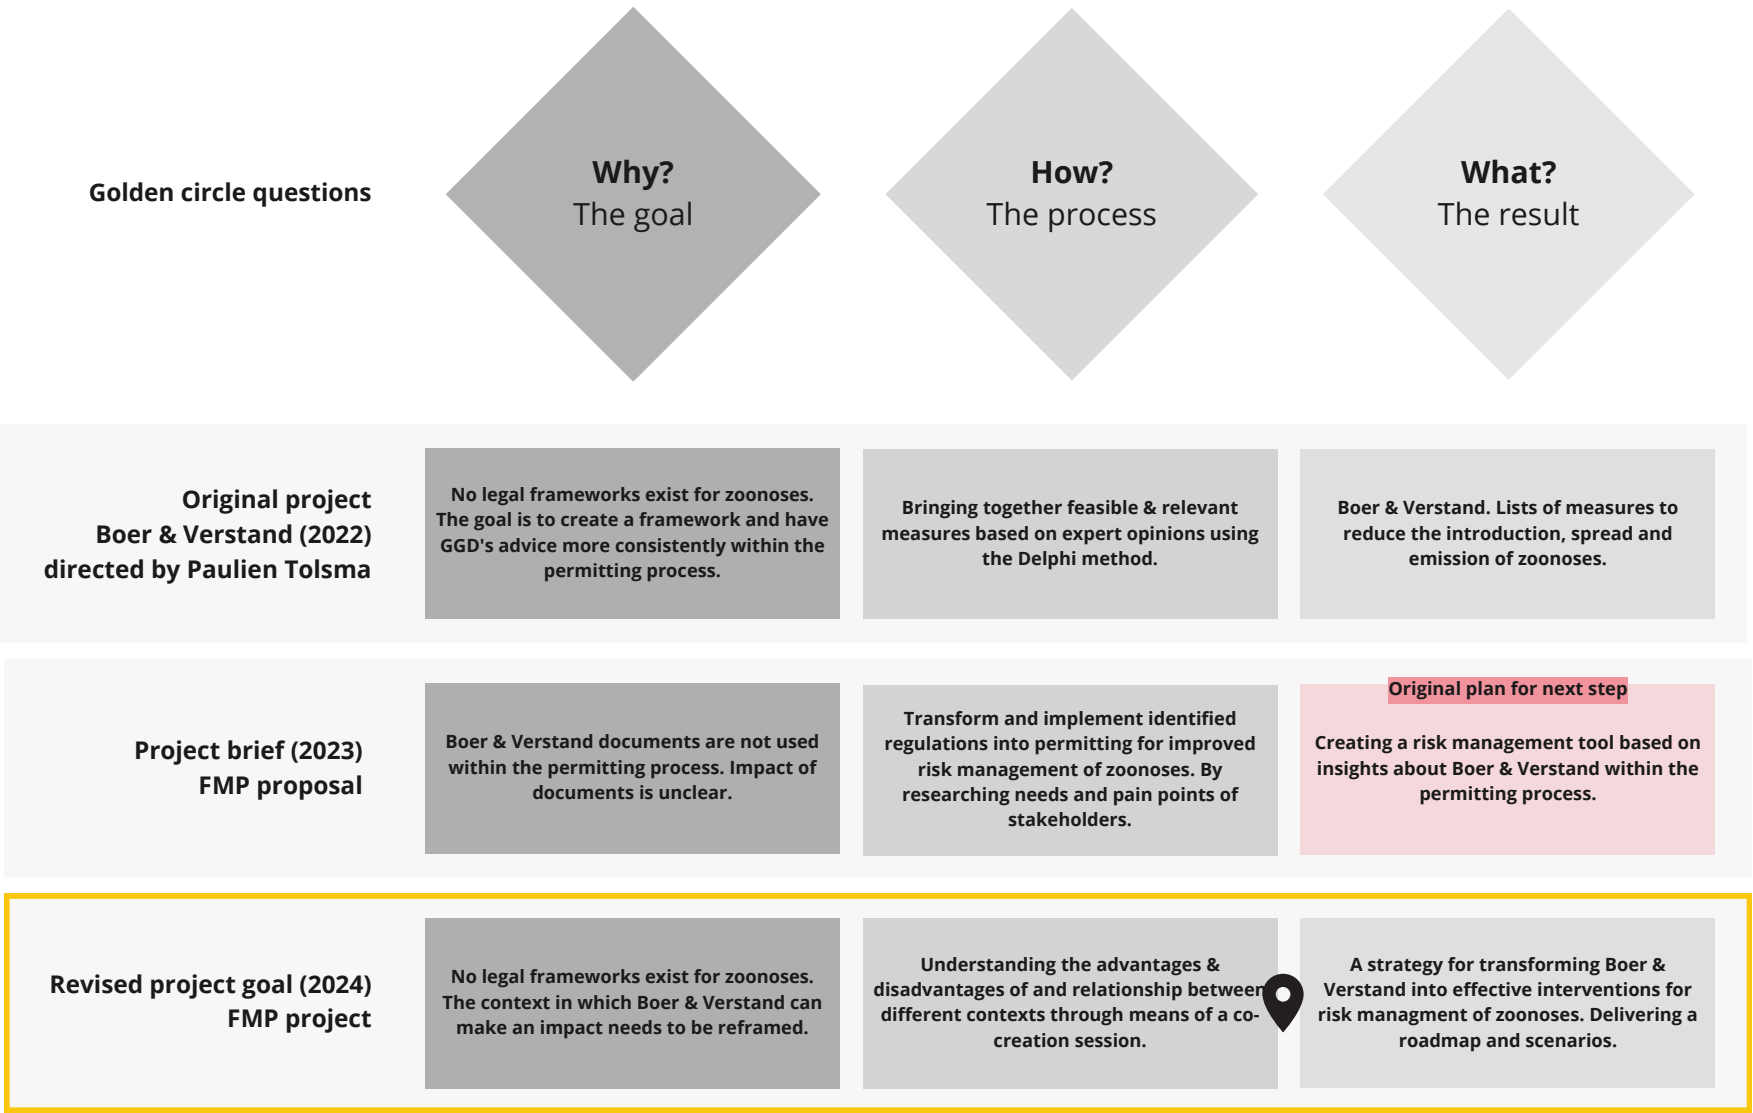 Golden circle questions
Why?
The goal
How?
The process
What?
The result
Original project
Boer & Verstand (2022)
directed by Paulien Tolsma
No legal frameworks exist for zoonoses.
The goal is to create a framework and have
GGD's advice more consistently within the
permitting process.
Bringing together feasible & relevant
measures based on expert opinions using
the Delphi method.
Boer & Verstand. Lists of measures to
reduce the introduction, spread and
emission of zoonoses.
Project brief (2023)
FMP proposal
Boer & Verstand documents are not used
within the permitting process. Impact of
documents is unclear.
Transform and implement identified
regulations into permitting for improved
risk management of zoonoses. By
researching needs and pain points of
stakeholders.
Original plan for next step
Creating a risk management tool based on
insights about Boer & Verstand within the
permitting process.
Revised project goal (2024)
FMP project
No legal frameworks exist for zoonoses.
The context in which Boer & Verstand can
make an impact needs to be reframed.
Understanding the advantages &
disadvantages of and relationship between
different contexts through means of a co-
creation session.
A strategy for transforming Boer &
Verstand into effective interventions for
risk managment of zoonoses. Delivering a
roadmap and scenarios.